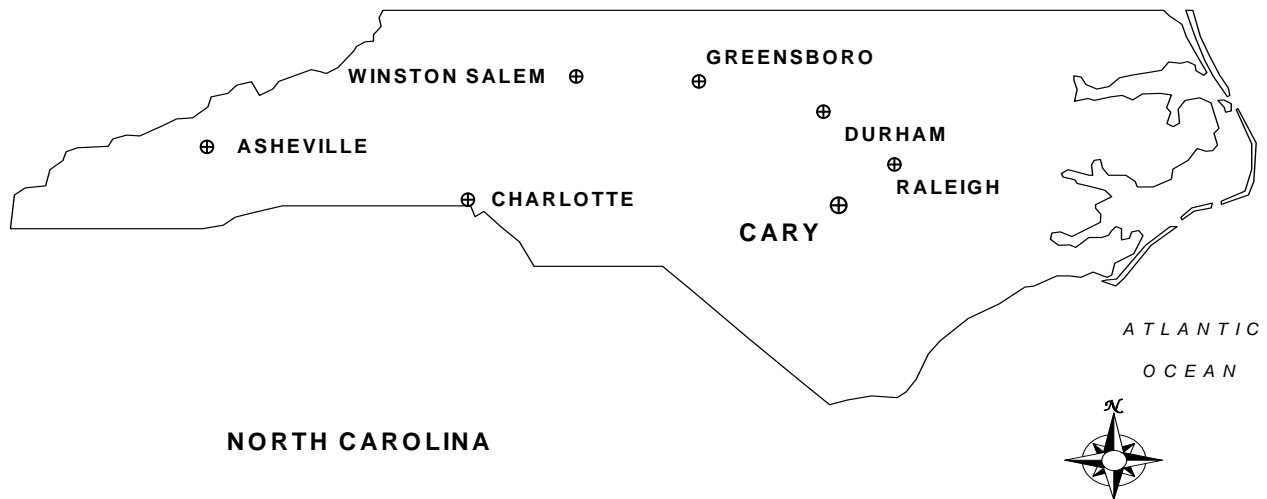 GREENSBORO
WINSTON SALEM
DURHAM
ASHEVILLE
RALEIGH
CHARLOTTE
CARY
ATLANTIC
OCEAN
N
NORTH CAROLINA